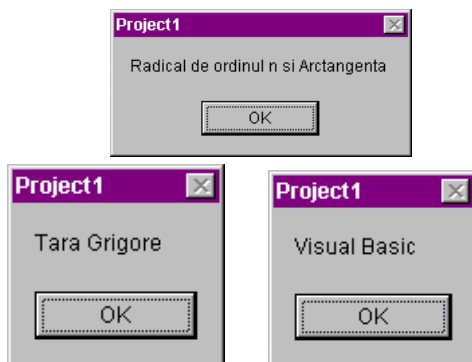 Project1
Radical de ordinul n si Arctangenta
OK
Project1
Tara Grigore
OK
Project1
Visual Basic
OK